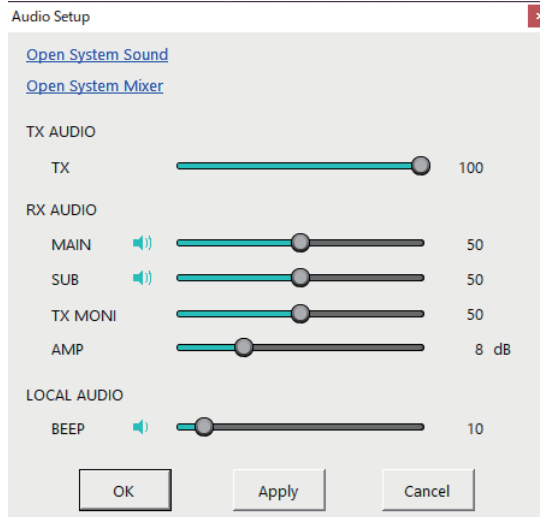 Audio Setup
Open System Sound
Open System Mixer
TX AUDIO
TX 100
RX AUDIO
MAIN 50
SUB 50
TX MONI 50
AMP 8 dB
LOCAL AUDIO
BEEP 10
OK Apply Cancel